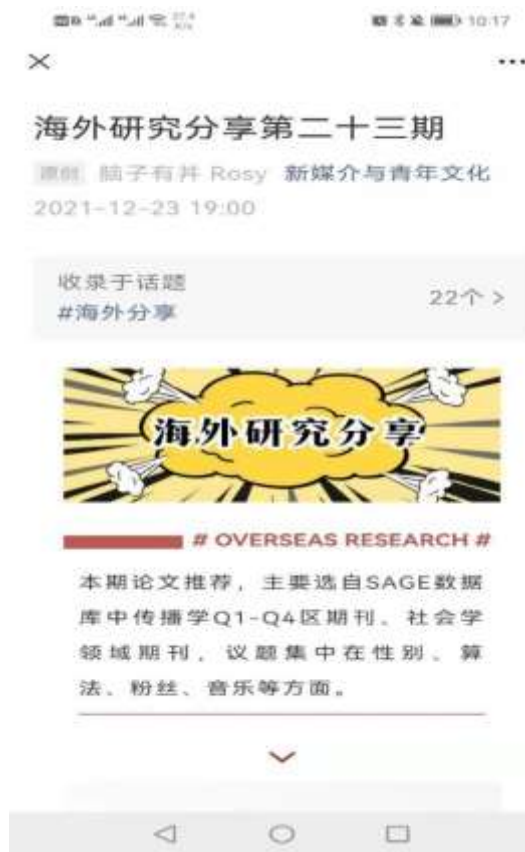 10:17
海外研究分享第二十三期
原创 脑子有井 Rosy 新媒介与青年文化
2021-12-23 19:00
收录于话题
#海外分享
22个 >
海外研究分享
# OVERSEAS RESEARCH #
本期论文推荐，主要选自SAGE数据
库中传播学Q1-Q4区期刊、社会学
领域期刊，议题集中在性别、算
法、粉丝、音乐等方面。